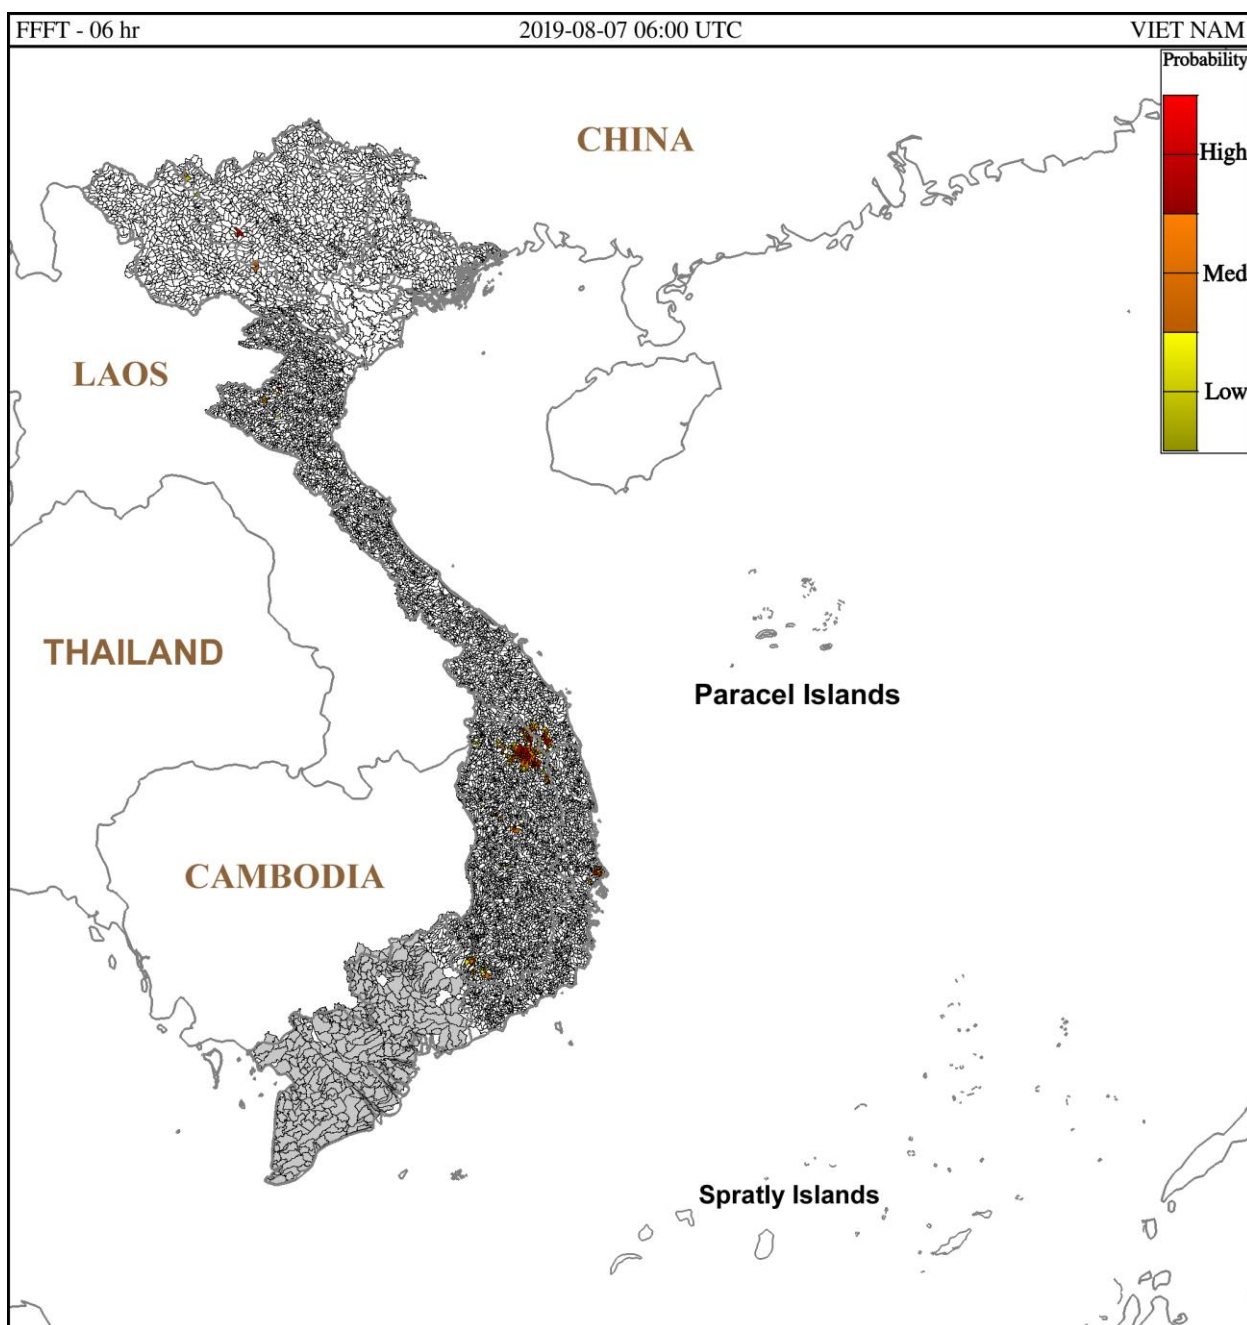 FFFT - 06 hr 2019-08-07 06:00 UTC VIET NAM
Probability
CHINA
High
Med
LAOS
Low
THAILAND
Paracel Islands
CAMBODIA
Spratly Islands